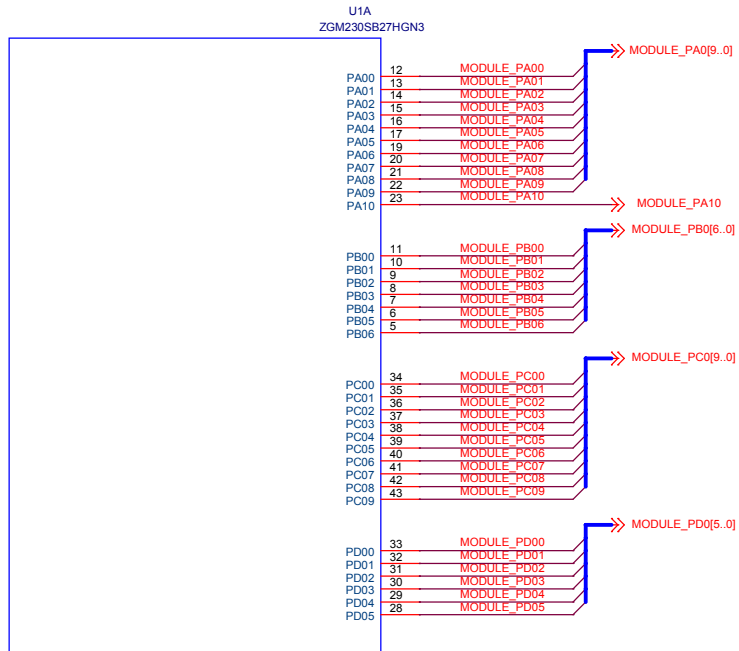 U1A
ZGM230SB27HGN3
MODULE_PA0[9..0]
PA00 12 MODULE_PA00
PA01 13 MODULE_PA01
PA02 14 MODULE_PA02
PA03 15 MODULE_PA03
PA04 16 MODULE_PA04
PA05 17 MODULE_PA05
PA06 19 MODULE_PA06
PA07 20 MODULE_PA07
PA08 21 MODULE_PA08
PA09 22 MODULE_PA09
PA10 23 MODULE_PA10 MODULE_PA10
MODULE_PB0[6..0]
PB00 11 MODULE_PB00
PB01 10 MODULE_PB01
PB02 9 MODULE_PB02
PB03 8 MODULE_PB03
PB04 7 MODULE_PB04
PB05 6 MODULE_PB05
PB06 5 MODULE_PB06
MODULE_PC0[9..0]
PC00 34 MODULE_PC00
PC01 35 MODULE_PC01
PC02 36 MODULE_PC02
PC03 37 MODULE_PC03
PC04 38 MODULE_PC04
PC05 39 MODULE_PC05
PC06 40 MODULE_PC06
PC07 41 MODULE_PC07
PC08 42 MODULE_PC08
PC09 43 MODULE_PC09
MODULE_PD0[5..0]
PD00 33 MODULE_PD00
PD01 32 MODULE_PD01
PD02 31 MODULE_PD02
PD03 30 MODULE_PD03
PD04 29 MODULE_PD04
PD05 28 MODULE_PD05